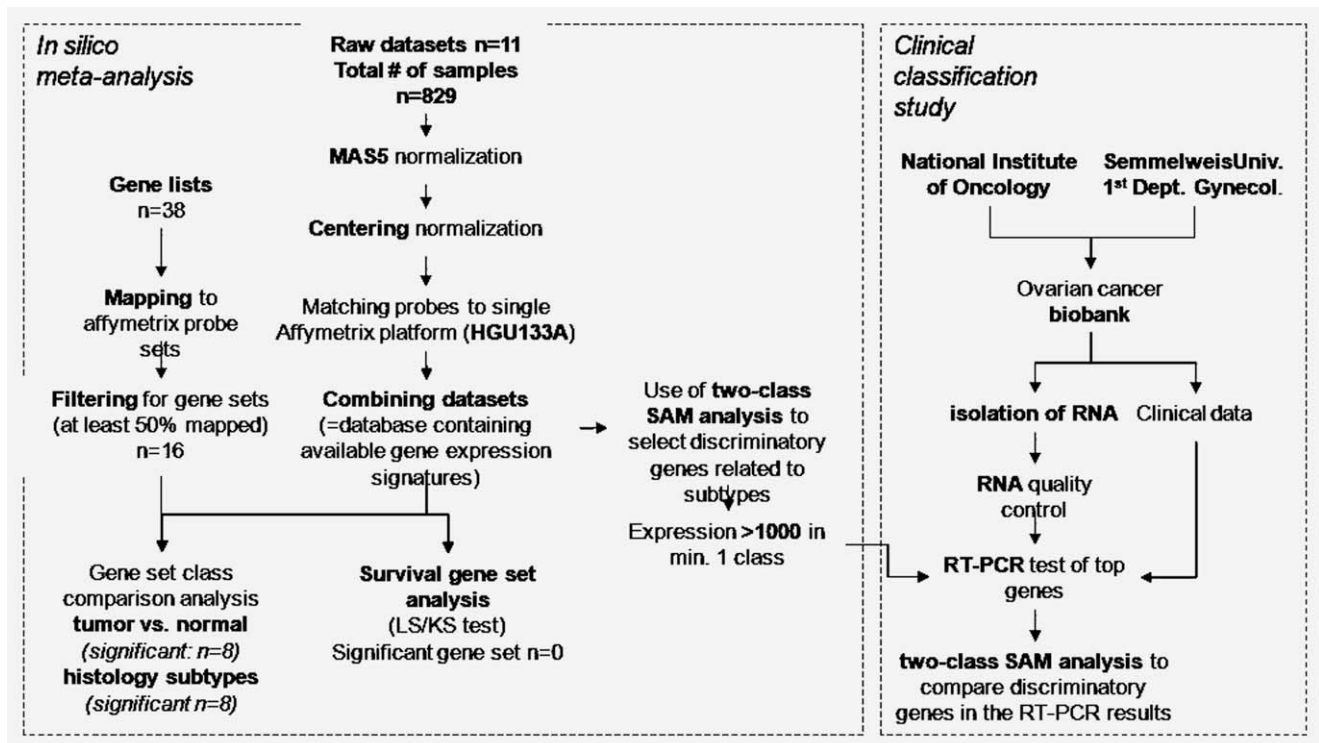 In silico
meta-analysis
Raw datasets n=11
Total # of samples
n=829
MAS5 normalization
Gene lists
n=38
Centering normalization
Mapping to
affymetrix probe
sets
Matching probes to single
Affymetrix platform (HGU133A)
Filtering for gene sets
(at least 50% mapped)
n=16
Combining datasets
(=database containing
available gene expression
signatures)
Use of two-class
SAM analysis to
select discriminatory
genes related to
subtypes
Expression >1000 in
min. 1 class
Gene set class
comparison analysis
tumor vs. normal
(significant: n=8)
histology subtypes
(significant n=8)
Survival gene set
analysis
(LS/KS test)
Significant gene set n=0
Clinical
classification
study
National Institute
of Oncology
SemmelweisUniv.
1st Dept. Gynecol.
Ovarian cancer
biobank
isolation of RNA
Clinical data
RNA quality
control
RT-PCR test of top
genes
two-class SAM analysis to
compare discriminatory
genes in the RT-PCR results